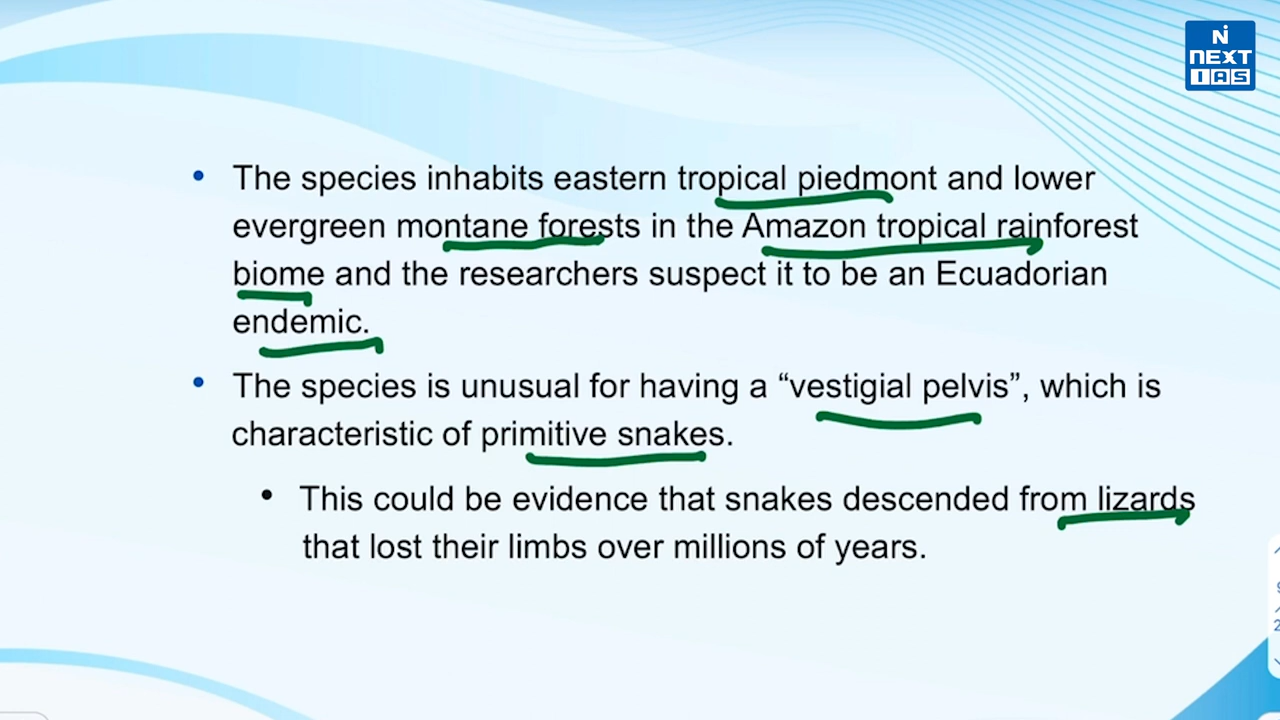 NEXT
IAS
• The species inhabits eastern tropical piedmont and lower
evergreen montane forests in the Amazon tropical rainforest
biome and the researchers suspect it to be an Ecuadorian
endemic.
• The species is unusual for having a “vestigial pelvis”, which is
characteristic of primitive snakes.
• This could be evidence that snakes descended from lizards
that lost their limbs over millions of years.